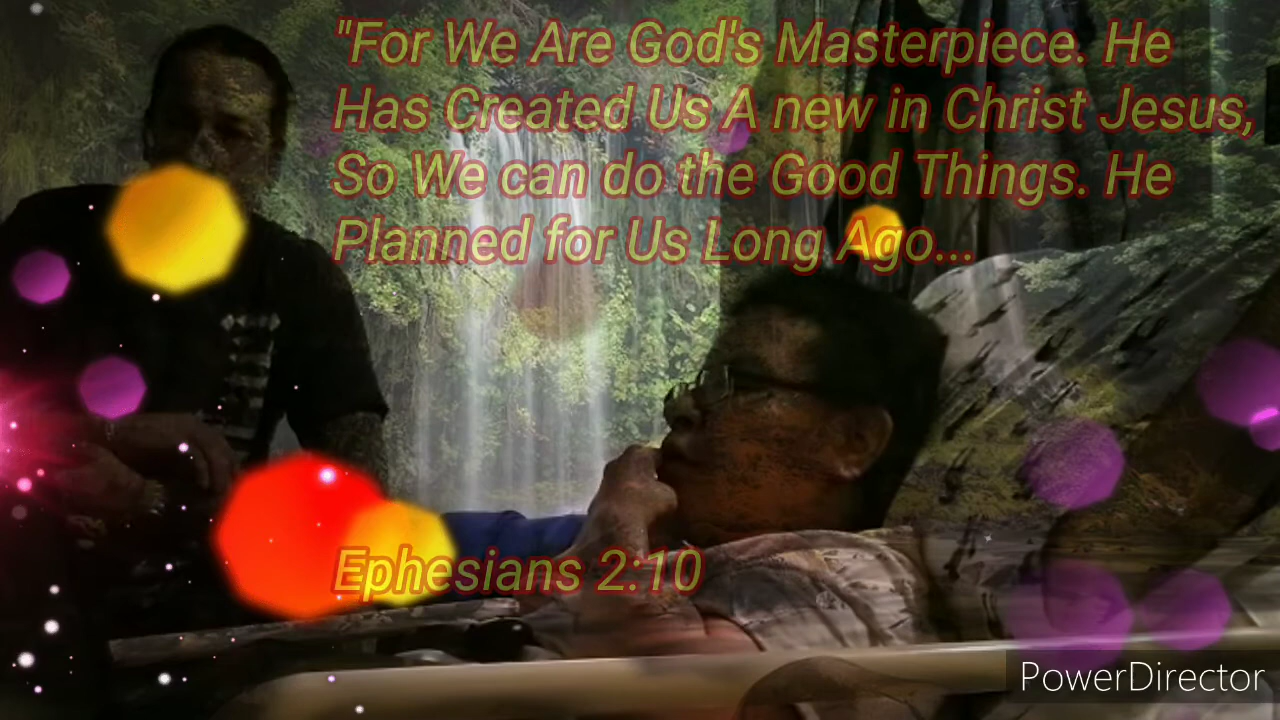 "For We Are God's Masterpiece. He
Has Created Us A new in Christ Jesus,
So We can do the Good Things. He
Planned for Us Long Ago...
Ephesians 2:10
PowerDirector